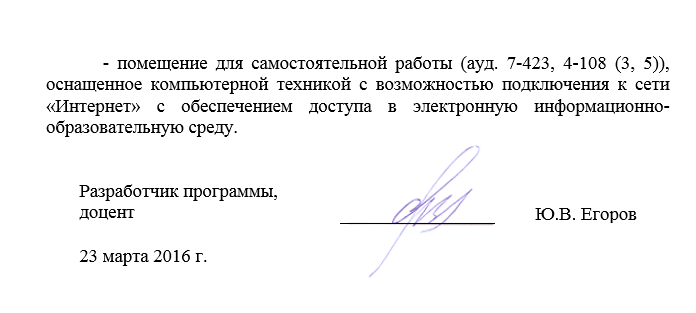 - помещение для самостоятельной работы (ауд. 7-423, 4-108 (3, 5)),
оснащенное компьютерной техникой с возможностью подключения к сети
«Интернет» с обеспечением доступа в электронную информационно-
образовательную среду.
Разработчик программы,
доцент
Ю.В. Егоров
23 марта 2016 г.